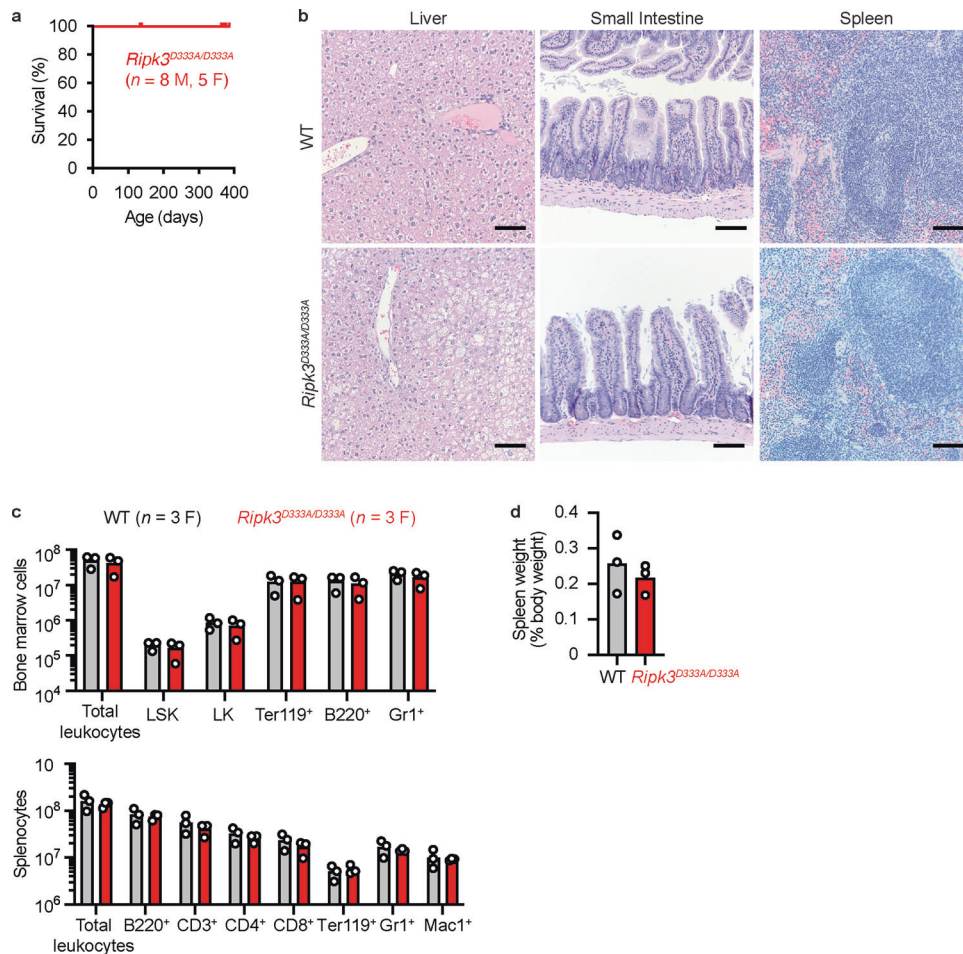 a
100
80
60
40
20
0
Survival (%)
Ripk3D333A/D333A
(n = 8 M, 5 F)
0 100 200 300 400
Age (days)
b
Liver Small Intestine Spleen
WT
Ripk3D333A/D333A
c
WT (n = 3 F) Ripk3D333A/D333A (n = 3 F)
Bone marrow cells
10⁸
10⁷
10⁶
10⁵
10⁴
Total leukocytes LSK LK Ter119⁺ B220⁺ Gr1⁺
Splenocytes
10
10⁸
10⁷
10⁶
Total leukocytes B220⁺ CD3⁺ CD4⁺ CD8⁺ Ter119⁺ Gr1⁺ Mac1⁺
d
Spleen weight
(% body weight)
0.4
0.3
0.2
0.1
0
WT Ripk3D333A/D333A